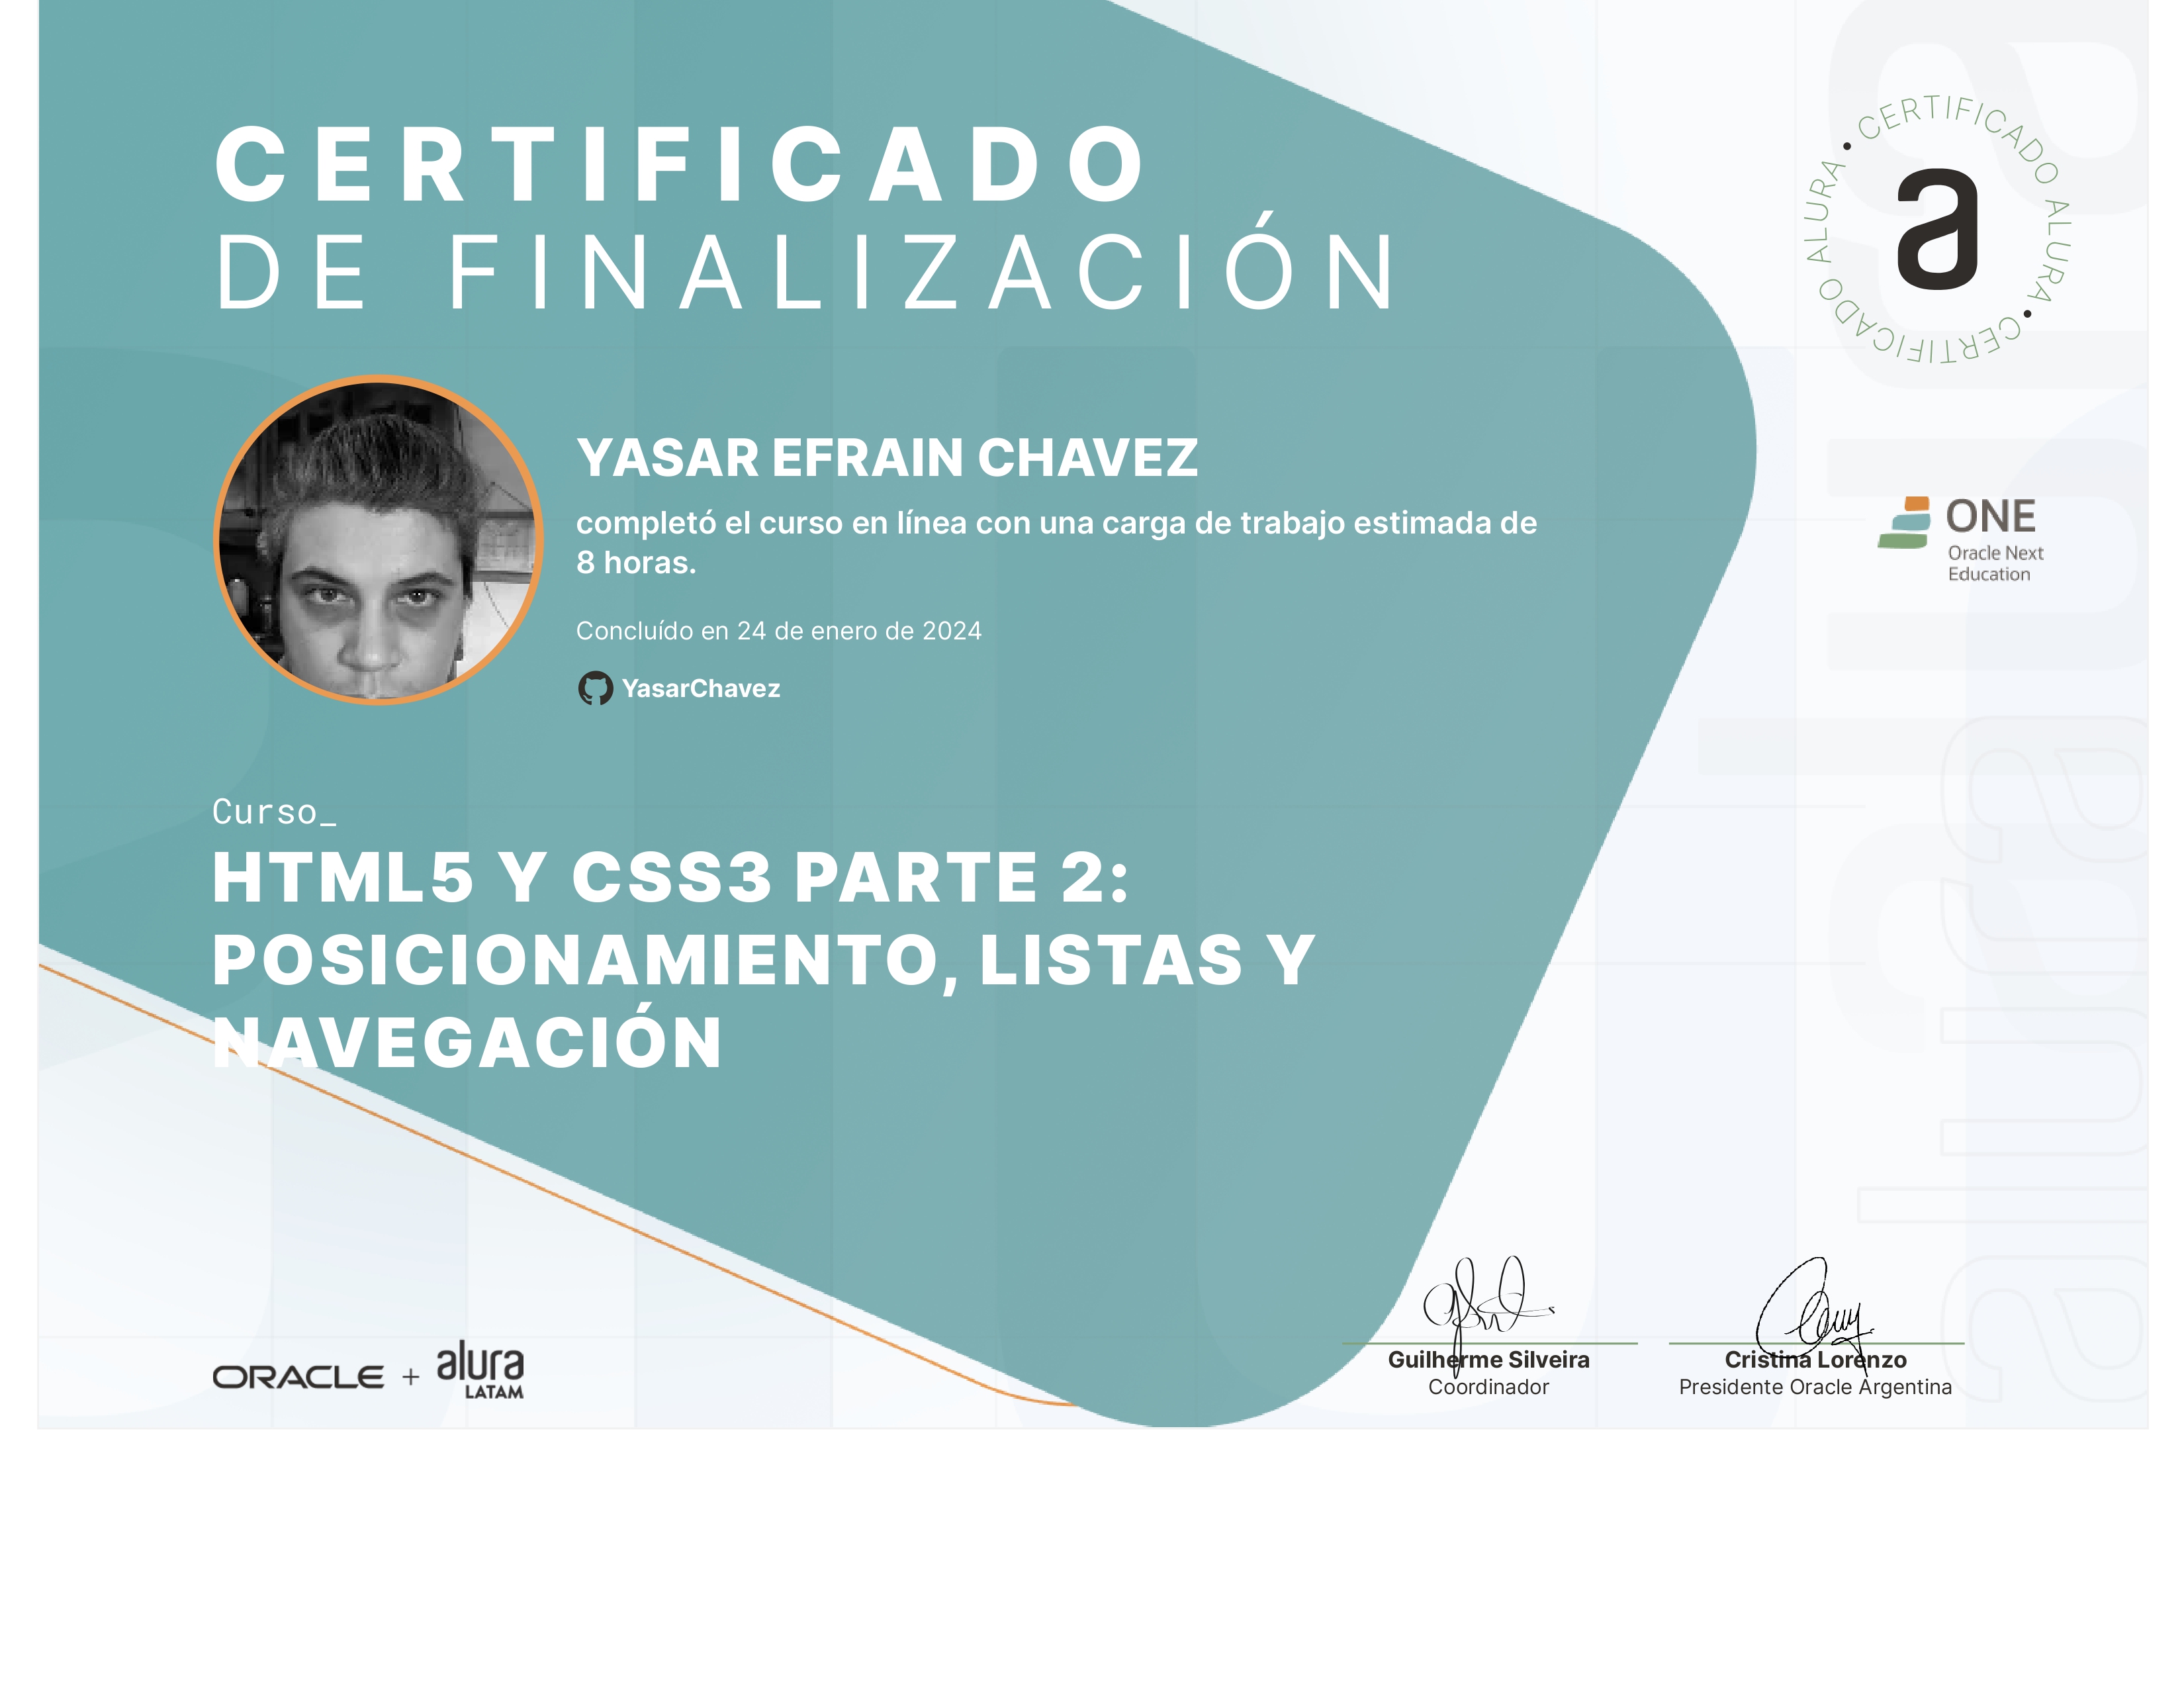 CERTIFICADO
DE FINALIZACIÓN
CERTIFICADO ALURA • CERTIFICADO ALURA •
a
YASAR EFRAIN CHAVEZ
completó el curso en línea con una carga de trabajo estimada de
8 horas.
Concluído en 24 de enero de 2024
YasarChavez
ONE
Oracle Next
Education
Curso_
HTML5 Y CSS3 PARTE 2:
POSICIONAMIENTO, LISTAS Y
NAVEGACIÓN
ORACLE + alura
LATAM
Guilherme Silveira
Coordinador
Cristina Lorenzo
Presidente Oracle Argentina
alura